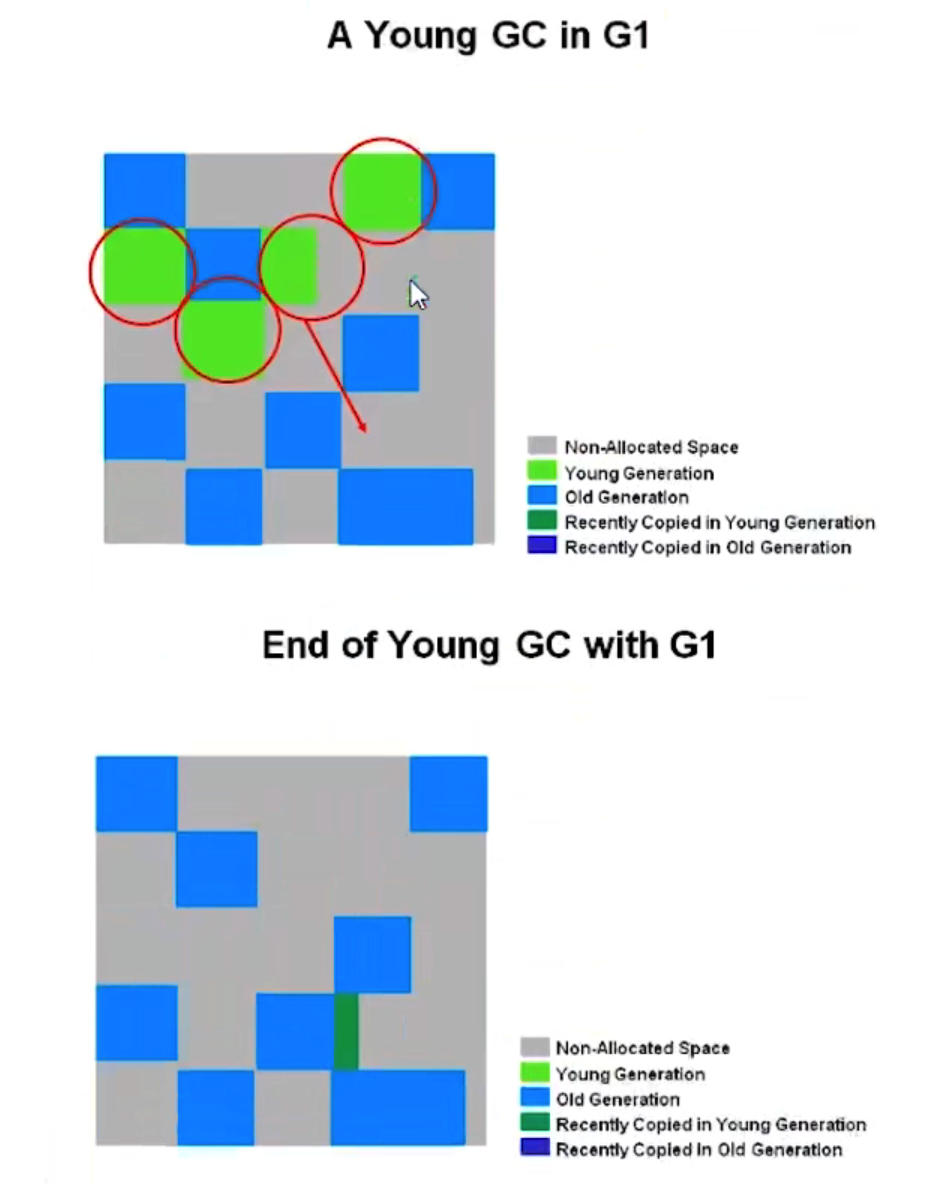 A Young GC in G1
Non-Allocated Space
Young Generation
Old Generation
Recently Copied in Young Generation
Recently Copied in Old Generation
End of Young GC with G1
Non-Allocated Space
Young Generation
Old Generation
Recently Copied in Young Generation
Recently Copied In Old Generation